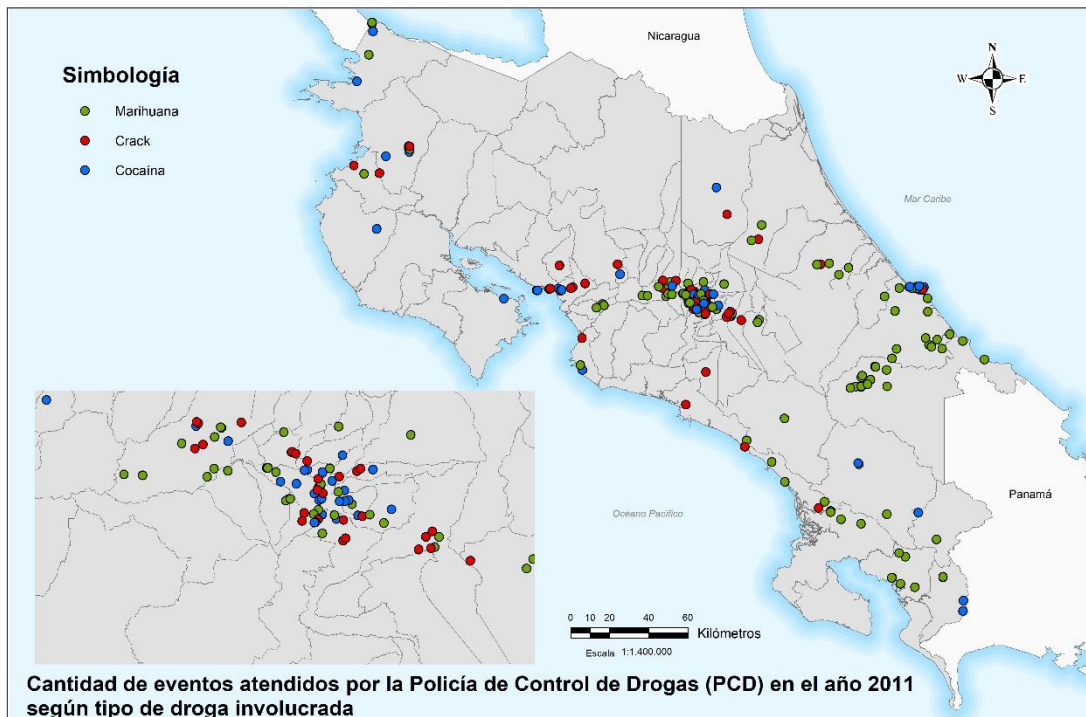 Nicaragua
N
W E
S
Simbología
Marihuana
Crack
Cocaína
Mar Caribo
Panamá
Océano Pacífico
0 10 20 40 60
Kilómetros
Escala 1:1.400.000
Cantidad de eventos atendidos por la Policía de Control de Drogas (PCD) en el año 2011
según tipo de droga involucrada